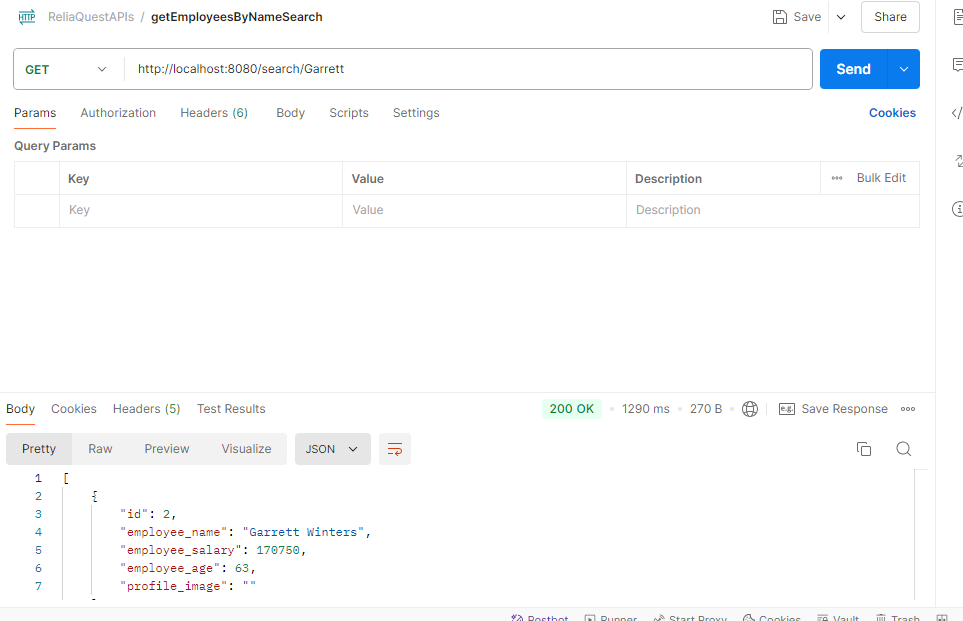 HTTP ReliaQuestAPIs / getEmployeesByNameSearch Save Share
GET http://localhost:8080/search/Garrett Send
Params Authorization Headers (6) Body Scripts Settings Cookies
Query Params
Key Value Description Bulk Edit
Key Value Description
Body Cookies Headers (5) Test Results 200 OK 1290 ms 270 B e.g. Save Response
Pretty Raw Preview Visualize JSON
1 [
2 {
3 "id": 2,
4 "employee_name": "Garrett Winters",
5 "employee_salary": 170750,
6 "employee_age": 63,
7 "profile_image": ""
Postbot Runner Start Proxy Cookies Vault Trash